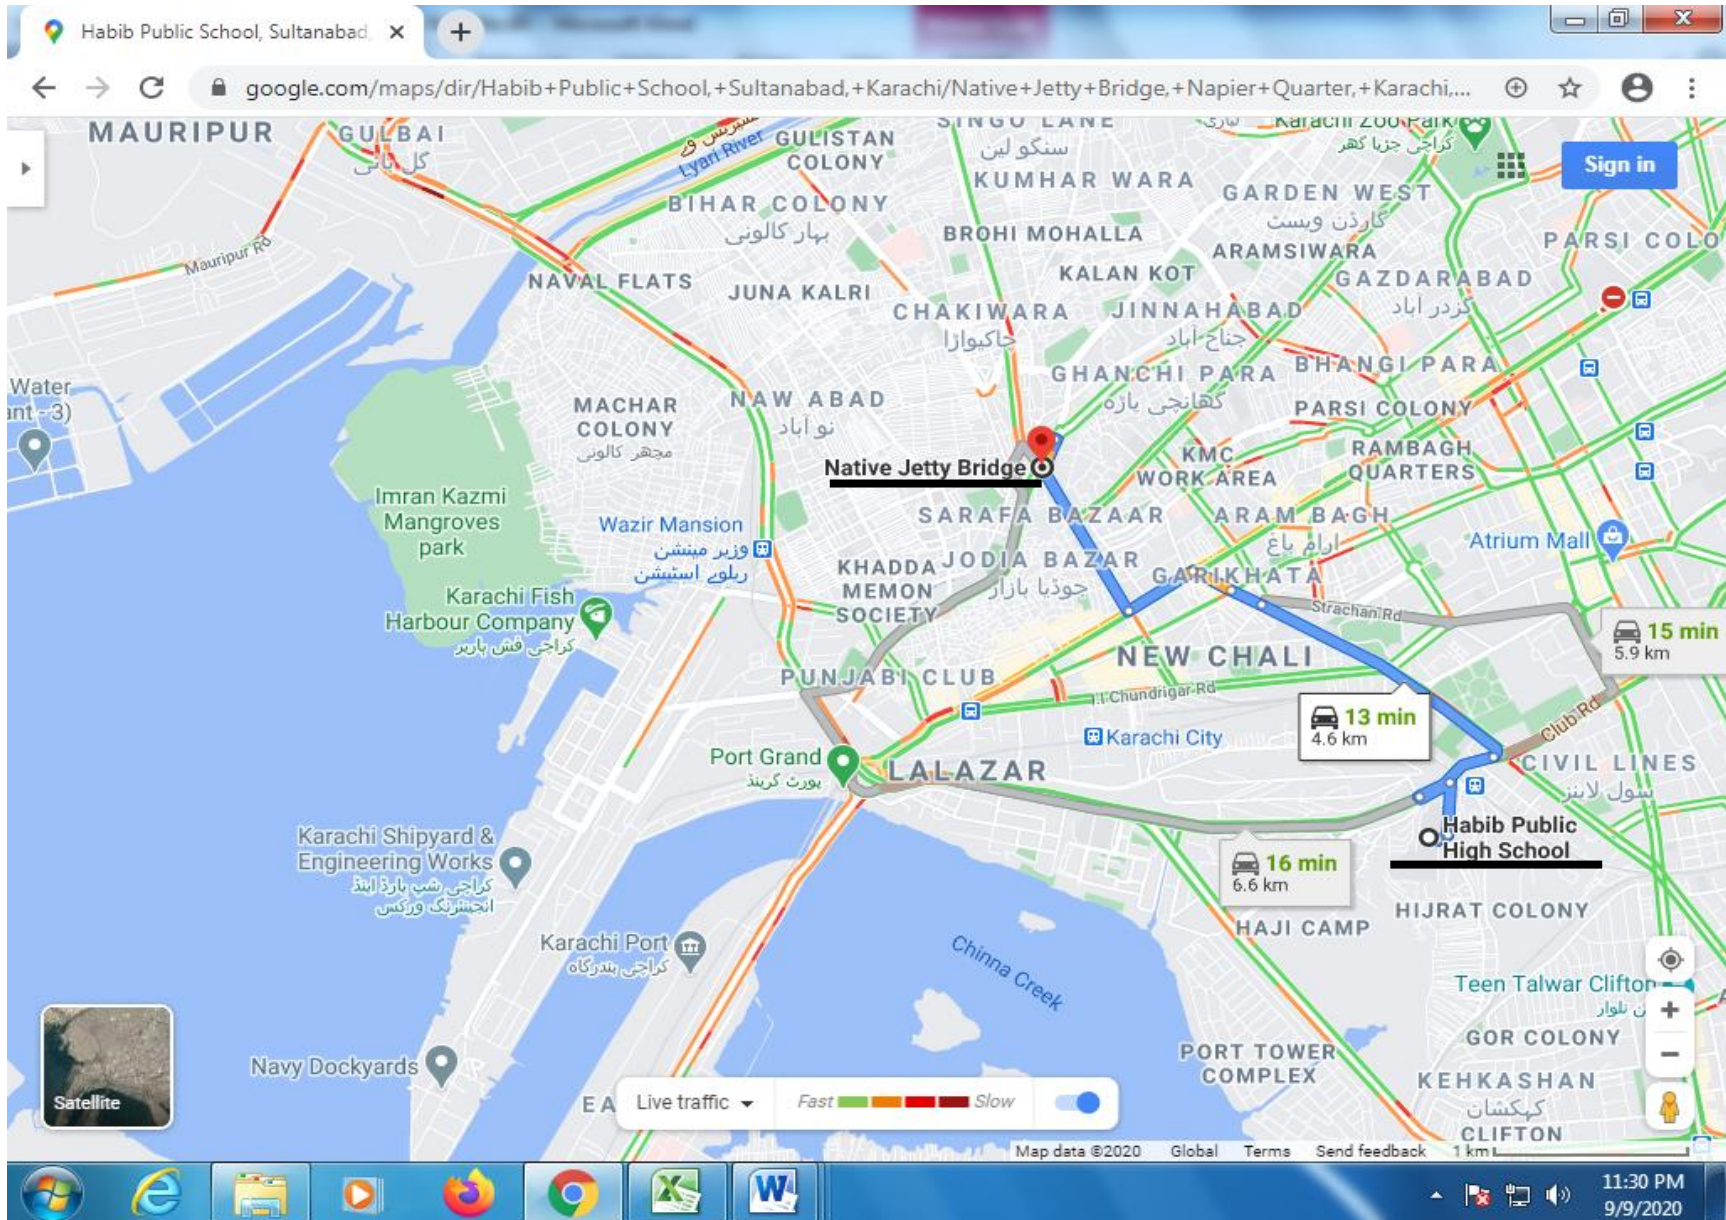 Habib Public School, Sultanabad,
google.com/maps/dir/Habib+Public+School,+Sultanabad,+Karachi/Native+Jetty+Bridge,+Napier+Quarter,+Karachi,...
Sign in
MAURIPUR
GULBAI
Lyari River
GULISTAN
COLONY
SINGO LANE
سنگو لین
Karachi Zoo Park
KUMHAR WARA
GARDEN WEST
گارڈن ویسٹ
BIHAR COLONY
بہار کالونی
BROHI MOHALLA
ARAMSIWARA
PARSI COLO
Mauripur Rd
NAVAL FLATS
JUNA KALRI
KALAN KOT
GAZDARABAD
گزدر آباد
CHAKIWARA
چاکیواڑا
JINNAHABAD
جناح آباد
Water
ant - 3)
GHANCHI PARA
گھانچی پاڑہ
BHANGI PARA
MACHAR
COLONY
مچھر کالونی
NAW ABAD
نو آباد
PARSI COLONY
Native Jetty Bridge
KMC
WORK AREA
RAMBAGH
QUARTERS
Imran Kazmi
Mangroves
park
Wazir Mansion
وزیر مینشن
ریلوے اسٹیشن
SARAFA BAZAAR
ARAM BAGH
آرام باغ
Atrium Mall
KHADDA
MEMON
SOCIETY
JODIA BAZAR
جوڈیا بازار
GARIKHATA
Karachi Fish
Harbour Company
کراچی فش ہاربر
Strachan Rd
15 min
5.9 km
PUNJABI CLUB
NEW CHALI
I.I Chundrigar Rd
13 min
4.6 km
Club Rd
Karachi City
Port Grand
پورٹ گرینڈ
LALAZAR
CIVIL LINES
سول لائنز
Karachi Shipyard &
Engineering Works
کراچی شپ یارڈ اینڈ
انجینئرنگ ورکس
Habib Public
High School
16 min
6.6 km
HAJI CAMP
HIJRAT COLONY
Karachi Port
کراچی بندرگاہ
Chinna Creek
Teen Talwar Clifton
GOR COLONY
Navy Dockyards
PORT TOWER
COMPLEX
KEHKASHAN
کہکشان
CLIFTON
Satellite
EA
Live traffic
Fast Slow
Map data ©2020 Global Terms Send feedback 1 km
11:30 PM
9/9/2020